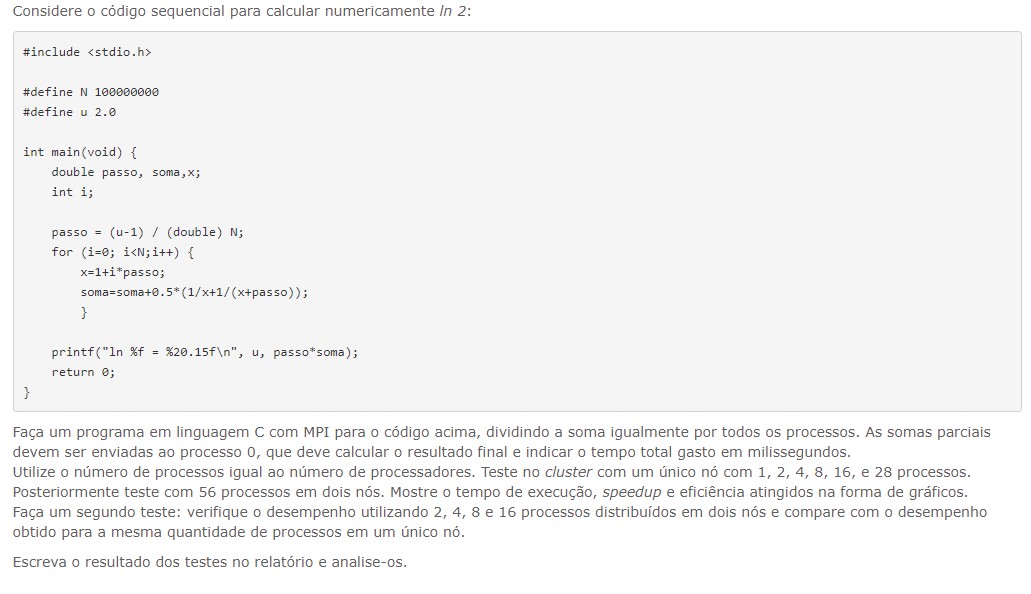 Considere o código sequencial para calcular numericamente ln 2:
#include <stdio.h>
#define N 100000000
#define u 2.0
int main(void) {
    double passo, soma,x;
    int i;
    passo = (u-1) / (double) N;
    for (i=0; i<N;i++) {
        x=1+i*passo;
        soma=soma+0.5*(1/x+1/(x+passo));
        }
    printf("ln %f = %20.15f\n", u, passo*soma);
    return 0;
}
Faça um programa em linguagem C com MPI para o código acima, dividindo a soma igualmente por todos os processos. As somas parciais
devem ser enviadas ao processo 0, que deve calcular o resultado final e indicar o tempo total gasto em milissegundos.
Utilize o número de processos igual ao número de processadores. Teste no cluster com um único nó com 1, 2, 4, 8, 16, e 28 processos.
Posteriormente teste com 56 processos em dois nós. Mostre o tempo de execução, speedup e eficiência atingidos na forma de gráficos.
Faça um segundo teste: verifique o desempenho utilizando 2, 4, 8 e 16 processos distribuídos em dois nós e compare com o desempenho
obtido para a mesma quantidade de processos em um único nó.
Escreva o resultado dos testes no relatório e analise-os.